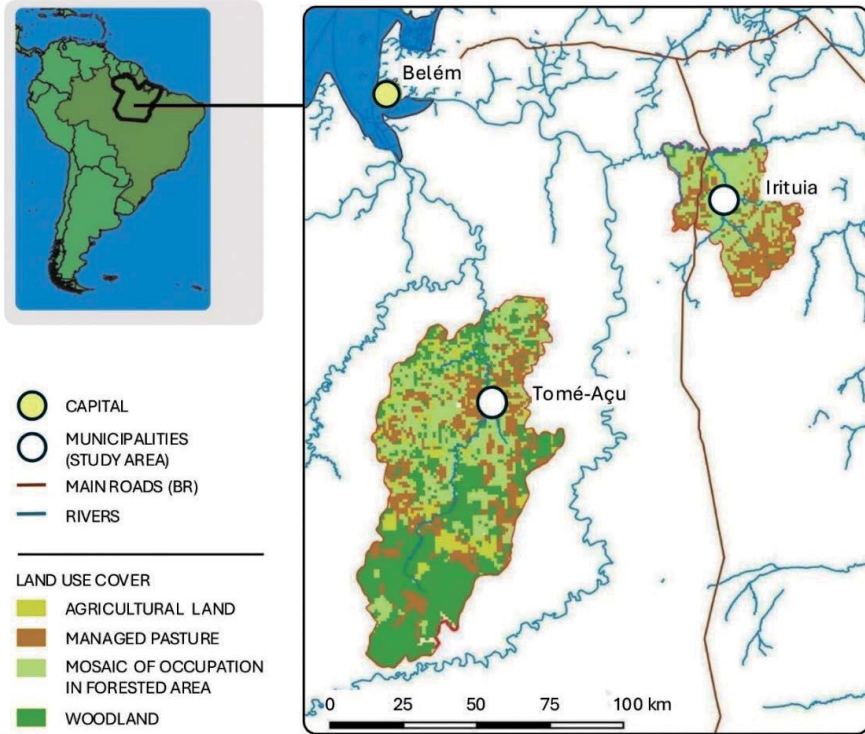 Belém
Irituia
Tomé-Açu
CAPITAL
MUNICIPALITIES
(STUDY AREA)
MAIN ROADS (BR)
RIVERS
LAND USE COVER
AGRICULTURAL LAND
MANAGED PASTURE
MOSAIC OF OCCUPATION
IN FORESTED AREA
WOODLAND
0 25 50 75 100 km